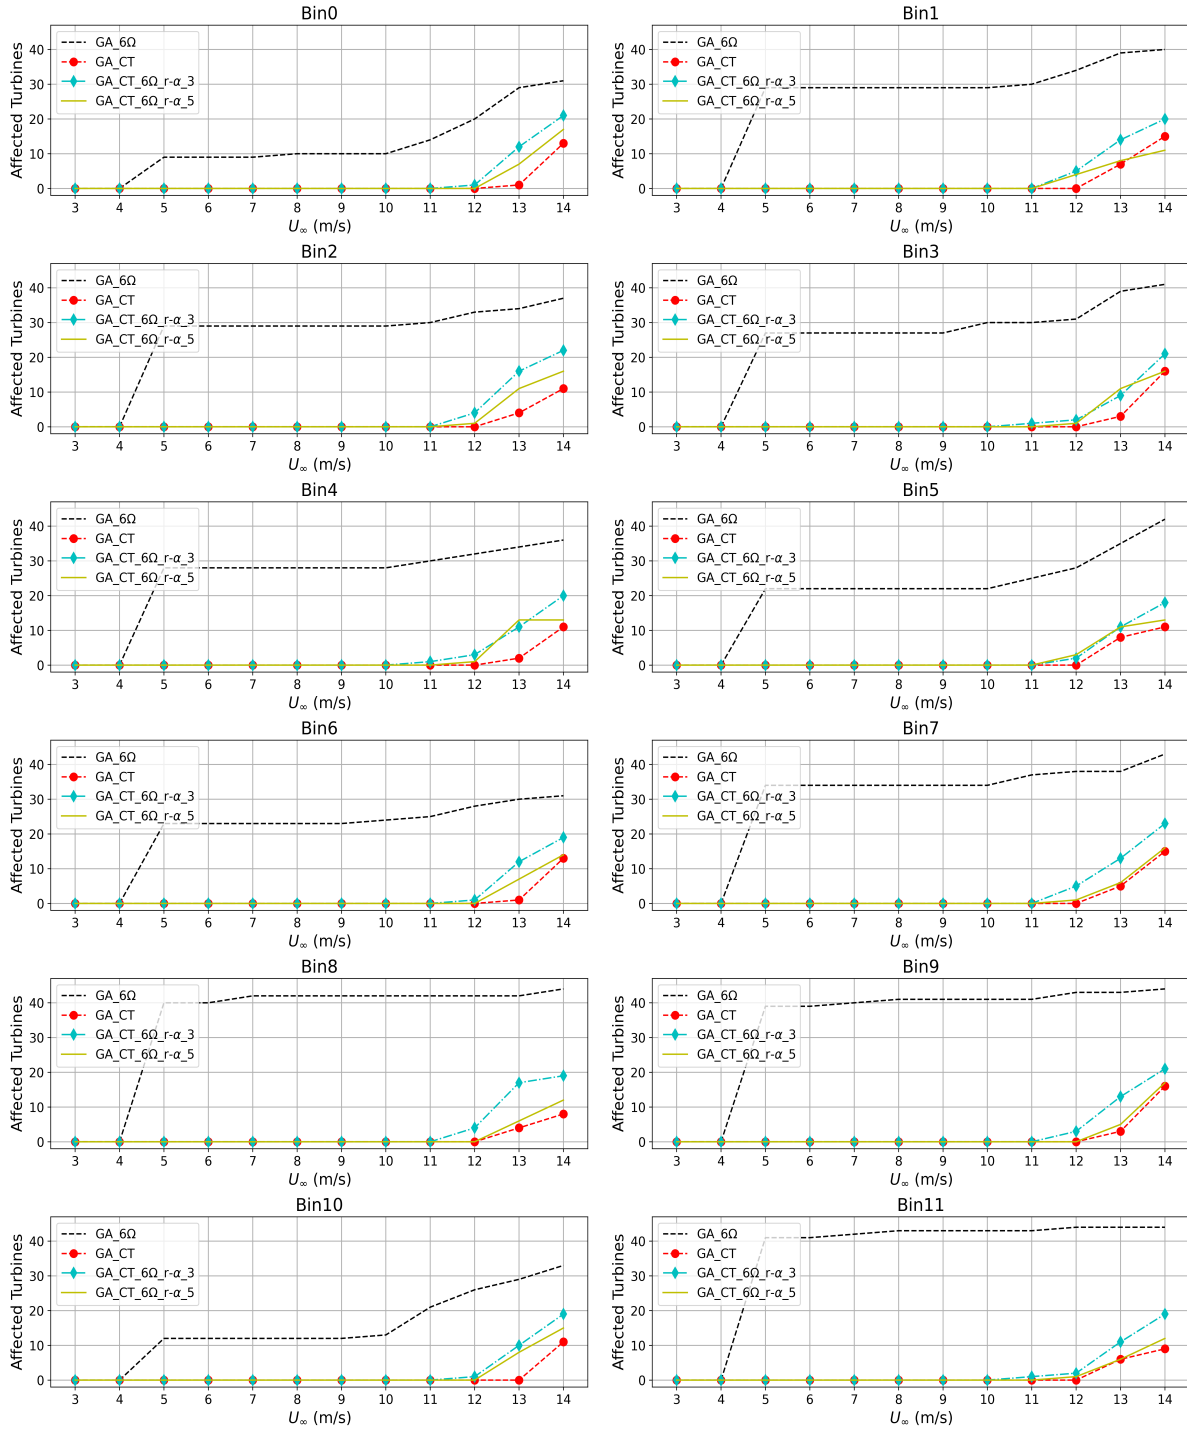 Bin0
Affected Turbines
40
30
20
10
0
GA_6Ω
GA_CT
GA_CT_6Ω_r-α_3
GA_CT_6Ω_r-α_5
3 4 5 6 7 8 9 10 11 12 13 14
U∞ (m/s)
Bin1
Affected Turbines
40
30
20
10
0
GA_6Ω
GA_CT
GA_CT_6Ω_r-α_3
GA_CT_6Ω_r-α_5
3 4 5 6 7 8 9 10 11 12 13 14
U∞ (m/s)
Bin2
Affected Turbines
40
30
20
10
0
GA_6Ω
GA_CT
GA_CT_6Ω_r-α_3
GA_CT_6Ω_r-α_5
3 4 5 6 7 8 9 10 11 12 13 14
U∞ (m/s)
Bin3
Affected Turbines
40
30
20
10
0
GA_6Ω
GA_CT
GA_CT_6Ω_r-α_3
GA_CT_6Ω_r-α_5
3 4 5 6 7 8 9 10 11 12 13 14
U∞ (m/s)
Bin4
Affected Turbines
40
30
20
10
0
GA_6Ω
GA_CT
GA_CT_6Ω_r-α_3
GA_CT_6Ω_r-α_5
3 4 5 6 7 8 9 10 11 12 13 14
U∞ (m/s)
Bin5
Affected Turbines
40
30
20
10
0
GA_6Ω
GA_CT
GA_CT_6Ω_r-α_3
GA_CT_6Ω_r-α_5
3 4 5 6 7 8 9 10 11 12 13 14
U∞ (m/s)
Bin6
Affected Turbines
40
30
20
10
0
GA_6Ω
GA_CT
GA_CT_6Ω_r-α_3
GA_CT_6Ω_r-α_5
3 4 5 6 7 8 9 10 11 12 13 14
U∞ (m/s)
Bin7
Affected Turbines
40
30
20
10
0
GA_6Ω
GA_CT
GA_CT_6Ω_r-α_3
GA_CT_6Ω_r-α_5
3 4 5 6 7 8 9 10 11 12 13 14
U∞ (m/s)
Bin8
Affected Turbines
40
30
20
10
0
GA_6Ω
GA_CT
GA_CT_6Ω_r-α_3
GA_CT_6Ω_r-α_5
3 4 5 6 7 8 9 10 11 12 13 14
U∞ (m/s)
Bin9
Affected Turbines
40
30
20
10
0
GA_6Ω
GA_CT
GA_CT_6Ω_r-α_3
GA_CT_6Ω_r-α_5
3 4 5 6 7 8 9 10 11 12 13 14
U∞ (m/s)
Bin10
Affected Turbines
40
30
20
10
0
GA_6Ω
GA_CT
GA_CT_6Ω_r-α_3
GA_CT_6Ω_r-α_5
3 4 5 6 7 8 9 10 11 12 13 14
U∞ (m/s)
Bin11
Affected Turbines
40
30
20
10
0
GA_6Ω
GA_CT
GA_CT_6Ω_r-α_3
GA_CT_6Ω_r-α_5
3 4 5 6 7 8 9 10 11 12 13 14
U∞ (m/s)